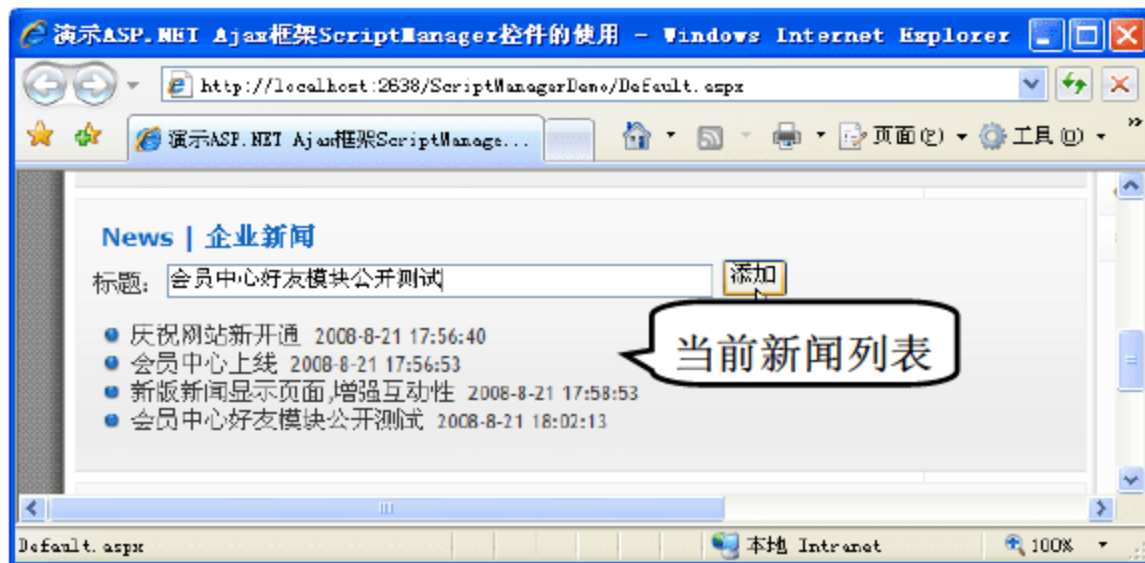 演示ASP.NET Ajax框架ScriptManager控件的使用 - Windows Internet Explorer
http://localhost:2638/ScriptManagerDemo/Default.aspx
演示ASP.NET Ajax框架ScriptManage... 页面(P) 工具(O) »
News | 企业新闻
标题: 会员中心好友模块公开测试 添加
庆祝网站新开通 2008-8-21 17:56:40
会员中心上线 2008-8-21 17:56:53
新版新闻显示页面,增强互动性 2008-8-21 17:58:53
会员中心好友模块公开测试 2008-8-21 18:02:13
当前新闻列表
Default.aspx 本地 Intranet 100%